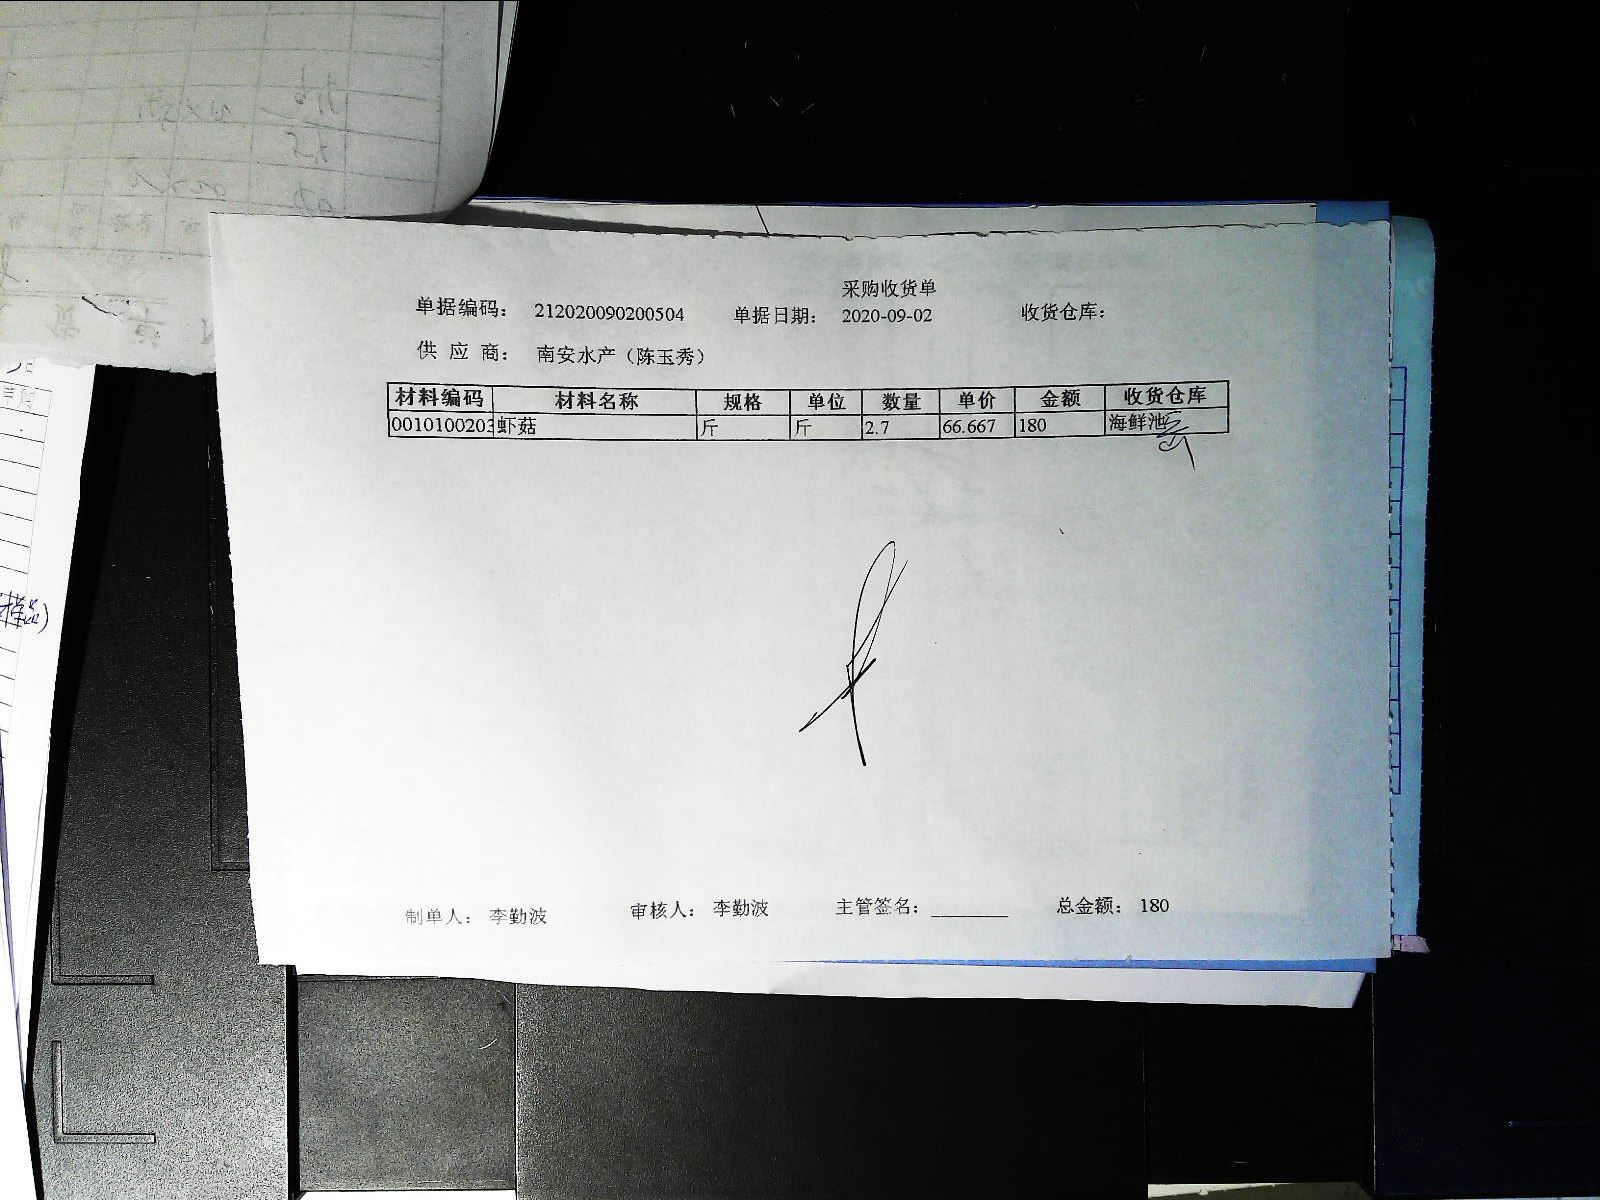 采购收货单
单据编码： 212020090200504 单据日期： 2020-09-02 收货仓库：
供 应 商： 南安水产（陈玉秀）
材料编码 材料名称 规格 单位 数量 单价 金额 收货仓库
0010100203 虾菇 斤 斤 2.7 66.667 180 海鲜池
制单人： 李勤波 审核人： 李勤波 主管签名： 总金额： 180